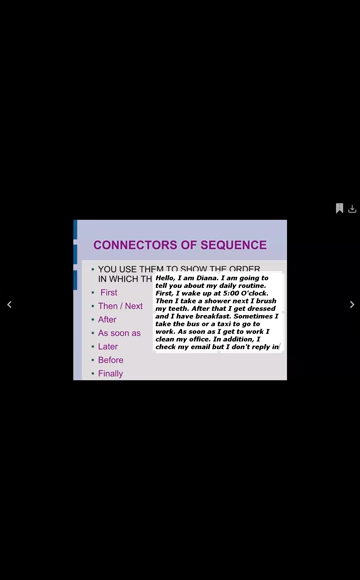 CONNECTORS OF SEQUENCE
YOU USE THEM TO SHOW THE ORDER
IN WHICH TH
First
Then / Next
After
As soon as
Later
Before
Finally
Hello, I am Diana. I am going to
tell you about my daily routine.
First, I wake up at 5:00 O'clock.
Then I take a shower next I brush
my teeth. After that I get dressed
and I have breakfast. Sometimes I
take the bus or a taxi to go to
work. As soon as I get to work I
clean my office. In addition, I
check my email but I don't reply in